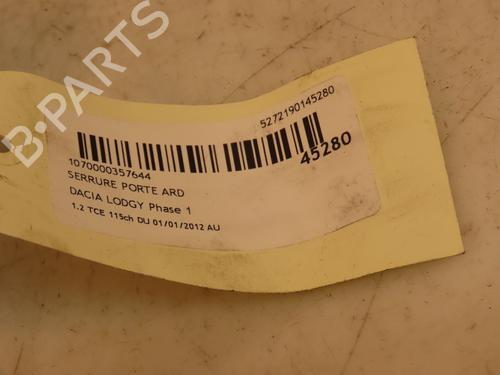 B-PARTS
5272190145280
45280
1070000357644
SERRURE PORTE ARD
DACIA LODGY Phase 1
1.2 TCE 115ch DU 01/01/2012 AU